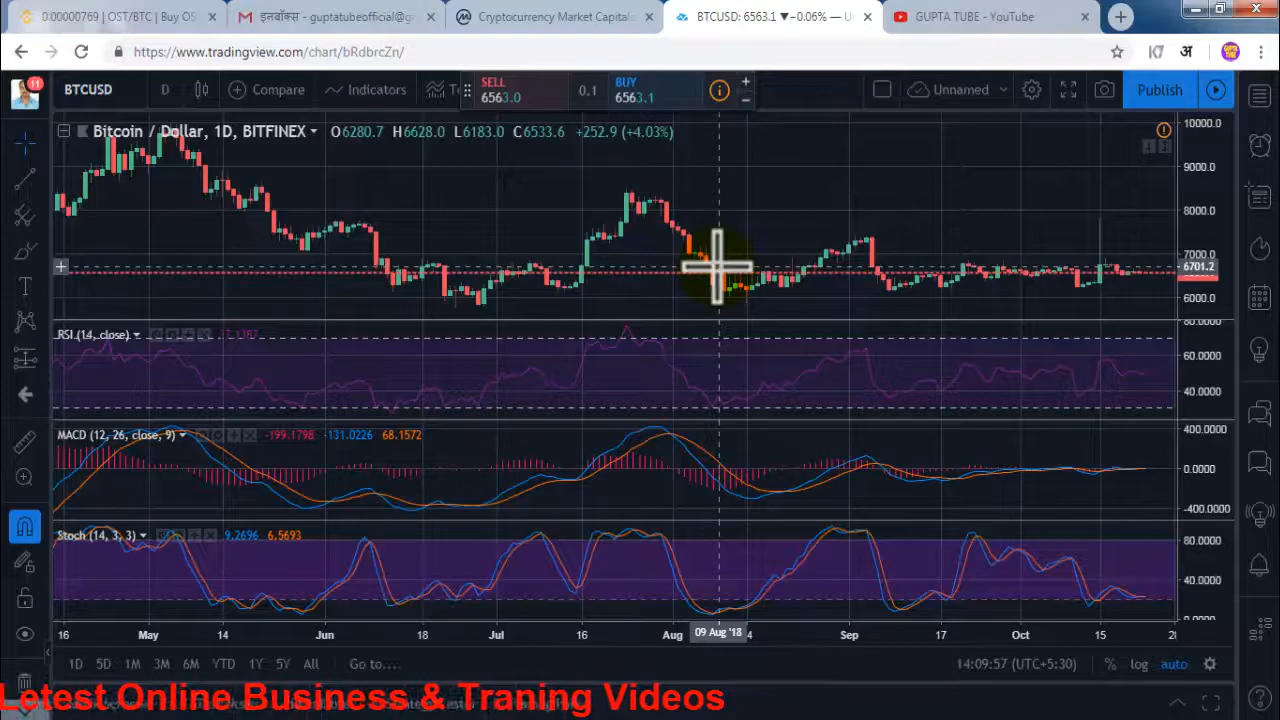 0.00000769 | OST/BTC | Buy OS
इनबॉक्स - guptatubeofficial@g
Cryptocurrency Market Capitaliz
BTCUSD: 6563.1 ▼−0.06% — U
GUPTA TUBE - YouTube
https://www.tradingview.com/chart/bRdbrcZn/
K7 अ
11 BTCUSD D Compare Indicators
SELL 6563.0 0.1 BUY 6563.1 + −
Unnamed Publish
Bitcoin / Dollar, 1D, BITFINEX O6280.7 H6628.0 L6183.0 C6533.6 +252.9 (+4.03%)
10000.0
9000.0
8000.0
7000.0
6701.2
6000.0
RSI (14, close)
80.0000
60.0000
40.0000
MACD (12, 26, close, 9) -199.1798 -131.0226 68.1572
400.0000
0.0000
-400.0000
Stoch (14, 3, 3) 9.2696 6.5693
80.0000
40.0000
0.0000
16 May 14 Jun 18 Jul 16 Aug 09 Aug '18 Sep 17 Oct 15
1D 5D 1M 3M 6M YTD 1Y 5Y All Go to... 14:09:57 (UTC+5:30) % log auto
Letest Online Business & Traning Videos